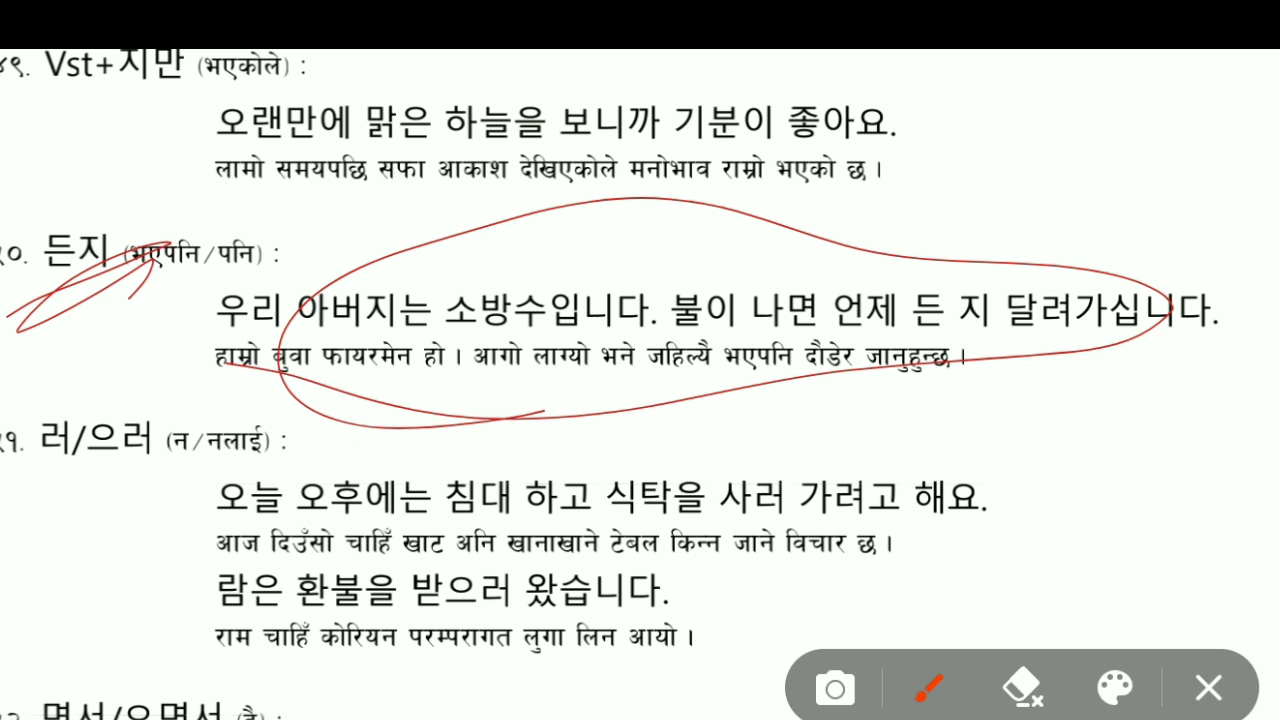 ४९. Vst+지만 (भएकोले) :
오랜만에 맑은 하늘을 보니까 기분이 좋아요.
लामो समयपछि सफा आकाश देखिएकोले मनोभाव राम्रो भएको छ ।
५०. 든지 (भएपनि/पनि) :
우리 아버지는 소방수입니다. 불이 나면 언제 든 지 달려가십니다.
हाम्रो बुवा फायरमेन हो । आगो लाग्यो भने जहिल्यै भएपनि दौडेर जानुहुन्छ ।
५१. 러/으러 (न/नलाई) :
오늘 오후에는 침대 하고 식탁을 사러 가려고 해요.
आज दिउँसो चाहिँ खाट अनि खानाखाने टेबल किन्न जाने विचार छ ।
람은 환불을 받으러 왔습니다.
राम चाहिँ कोरियन परम्परागत लुगा लिन आयो ।
면서/으면서